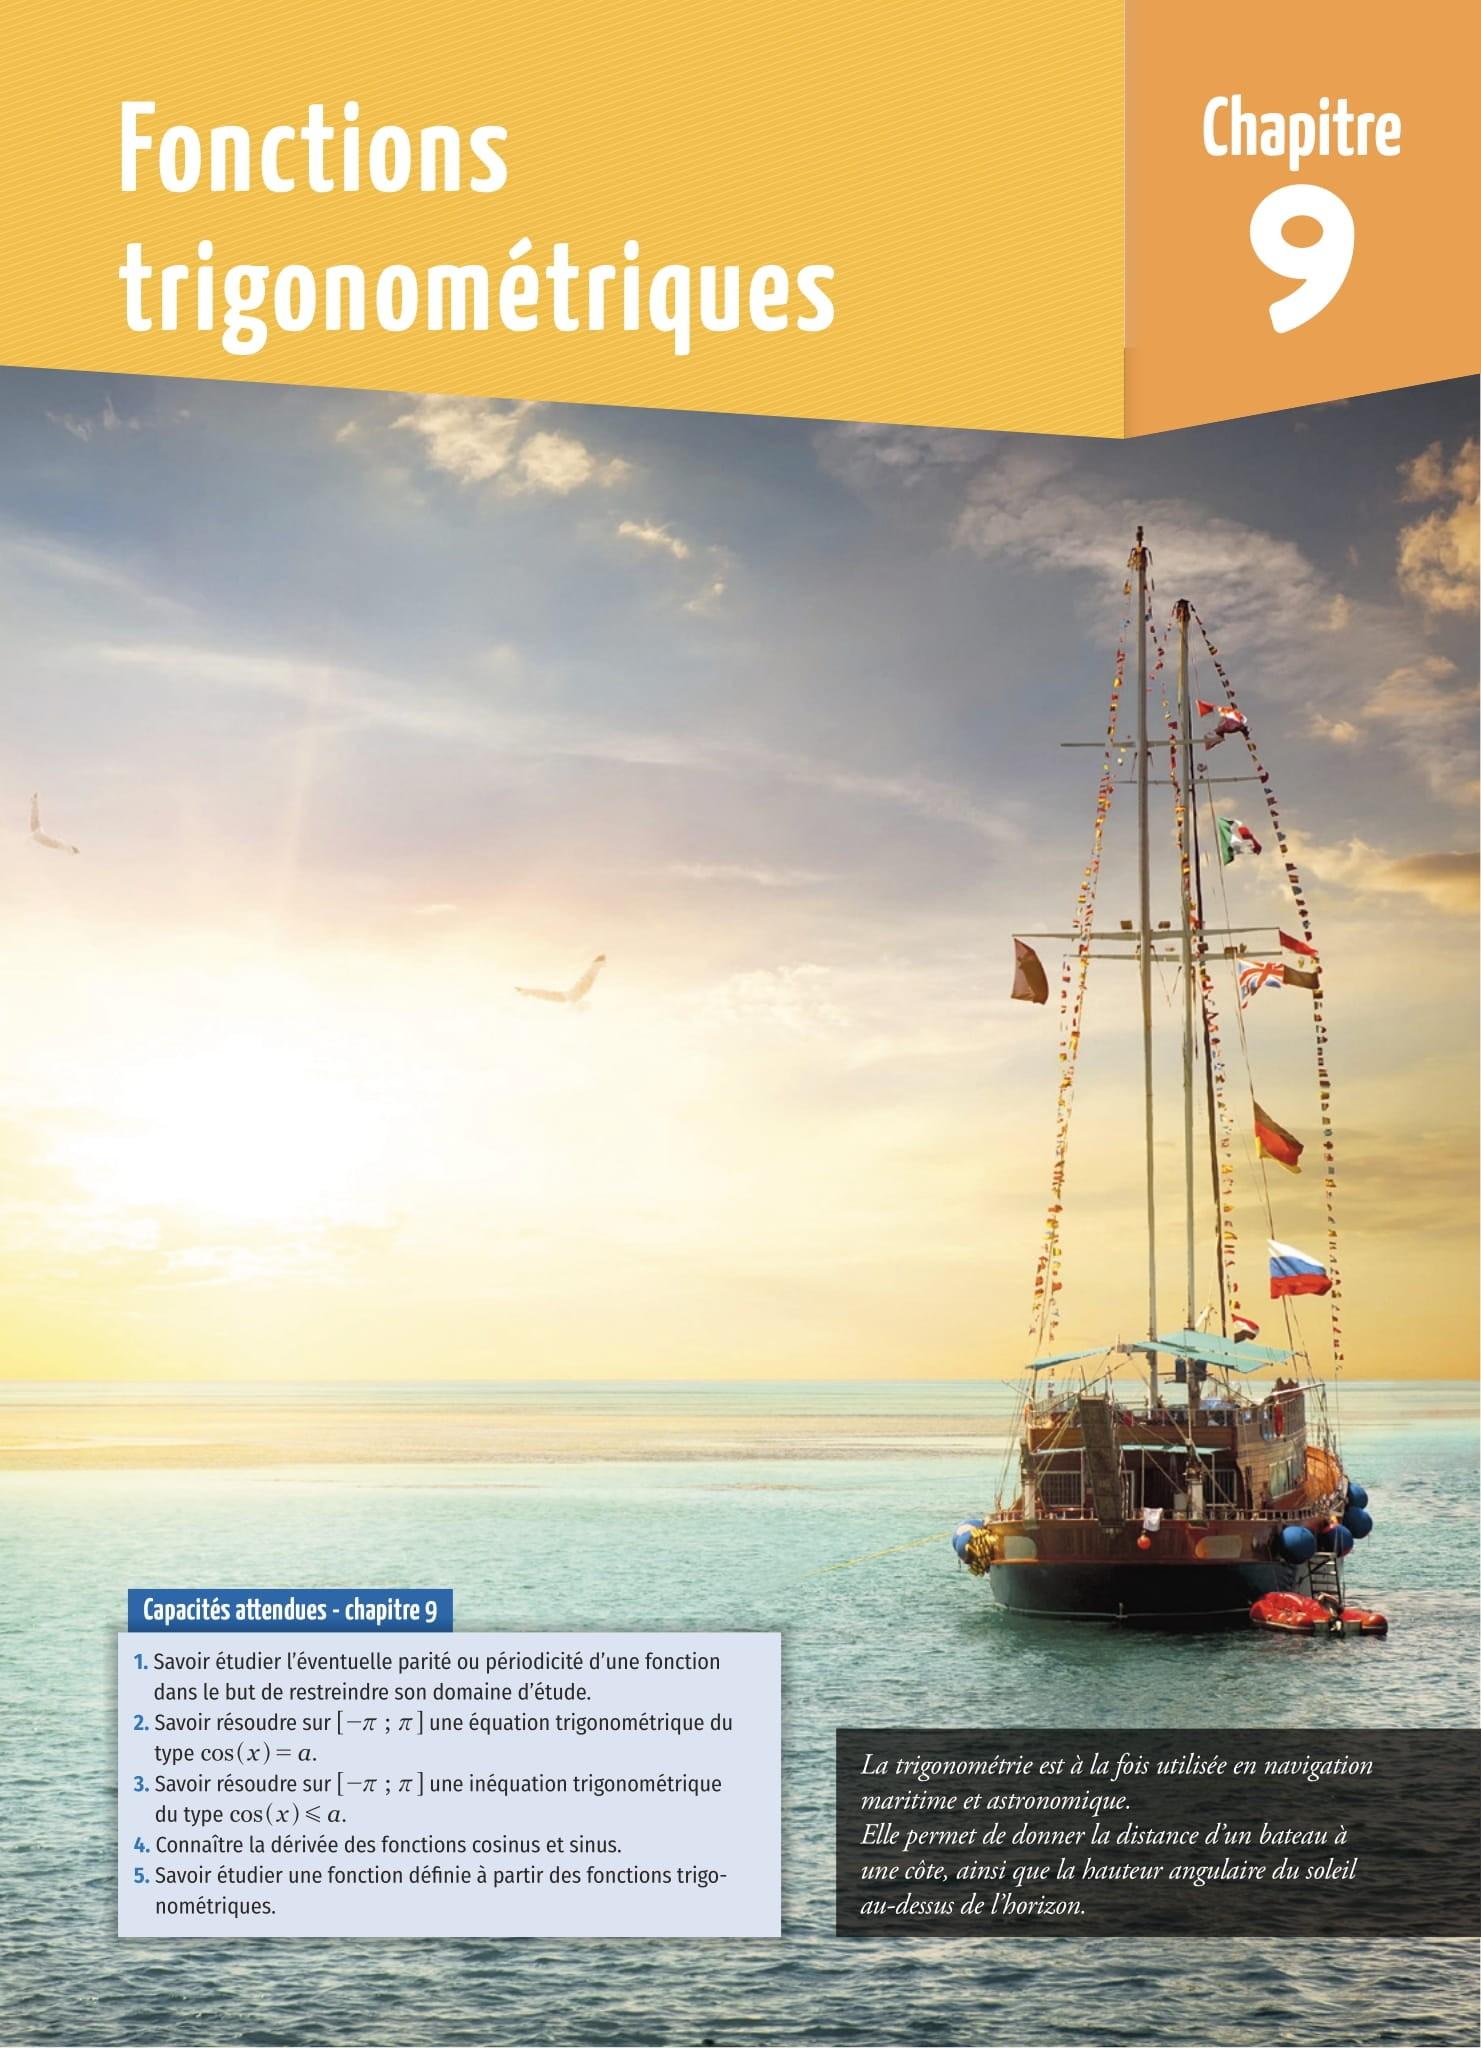 Fonctions
trigonométriques
Chapitre
9
Capacités attendues - chapitre 9
1. Savoir étudier l'éventuelle parité ou périodicité d'une fonction
dans le but de restreindre son domaine d'étude.
2. Savoir résoudre sur [−π ; π] une équation trigonométrique du
type cos(x) = a.
3. Savoir résoudre sur [−π ; π] une inéquation trigonométrique
du type cos(x) ⩽ a.
4. Connaître la dérivée des fonctions cosinus et sinus.
5. Savoir étudier une fonction définie à partir des fonctions trigo-
nométriques.
La trigonométrie est à la fois utilisée en navigation
maritime et astronomique.
Elle permet de donner la distance d'un bateau à
une côte, ainsi que la hauteur angulaire du soleil
au-dessus de l'horizon.